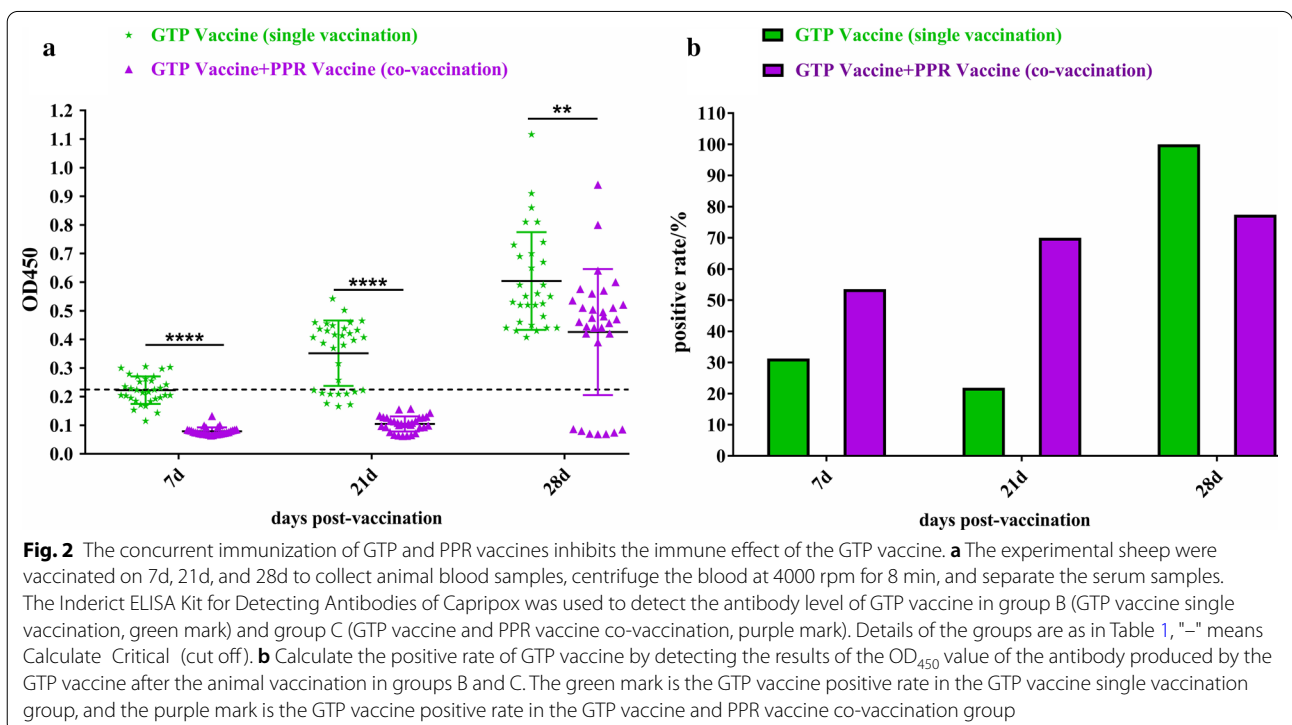 a
GTP Vaccine (single vaccination)
GTP Vaccine+PPR Vaccine (co-vaccination)
1.2
1.1
1.0
0.9
0.8
0.7
0.6
0.5
0.4
0.3
0.2
0.1
0.0
OD450
****
****
**
7d
21d
28d
days post-vaccination
b
GTP Vaccine (single vaccination)
GTP Vaccine+PPR Vaccine (co-vaccination)
110
100
90
80
70
60
50
40
30
20
10
0
positive rate/%
7d
21d
28d
days post-vaccination
Fig. 2 The concurrent immunization of GTP and PPR vaccines inhibits the immune effect of the GTP vaccine. a The experimental sheep were
vaccinated on 7d, 21d, and 28d to collect animal blood samples, centrifuge the blood at 4000 rpm for 8 min, and separate the serum samples.
The Inderict ELISA Kit for Detecting Antibodies of Capripox was used to detect the antibody level of GTP vaccine in group B (GTP vaccine single
vaccination, green mark) and group C (GTP vaccine and PPR vaccine co-vaccination, purple mark). Details of the groups are as in Table 1, "–" means
Calculate Critical (cut off). b Calculate the positive rate of GTP vaccine by detecting the results of the OD450 value of the antibody produced by the
GTP vaccine after the animal vaccination in groups B and C. The green mark is the GTP vaccine positive rate in the GTP vaccine single vaccination
group, and the purple mark is the GTP vaccine positive rate in the GTP vaccine and PPR vaccine co-vaccination group